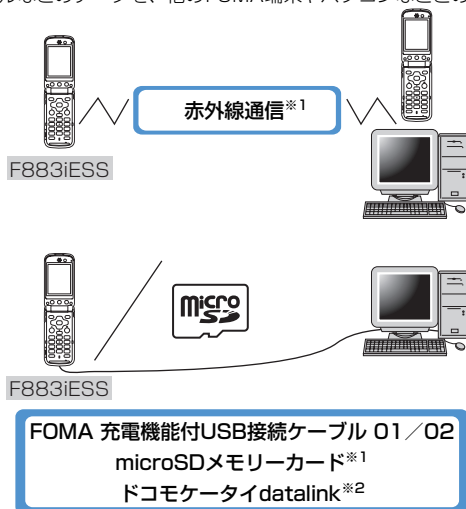 赤外線通信※1
F883iESS
micro
SD
F883iESS
FOMA 充電機能付USB接続ケーブル 01／02
microSDメモリーカード※1
ドコモケータイdatalink※2